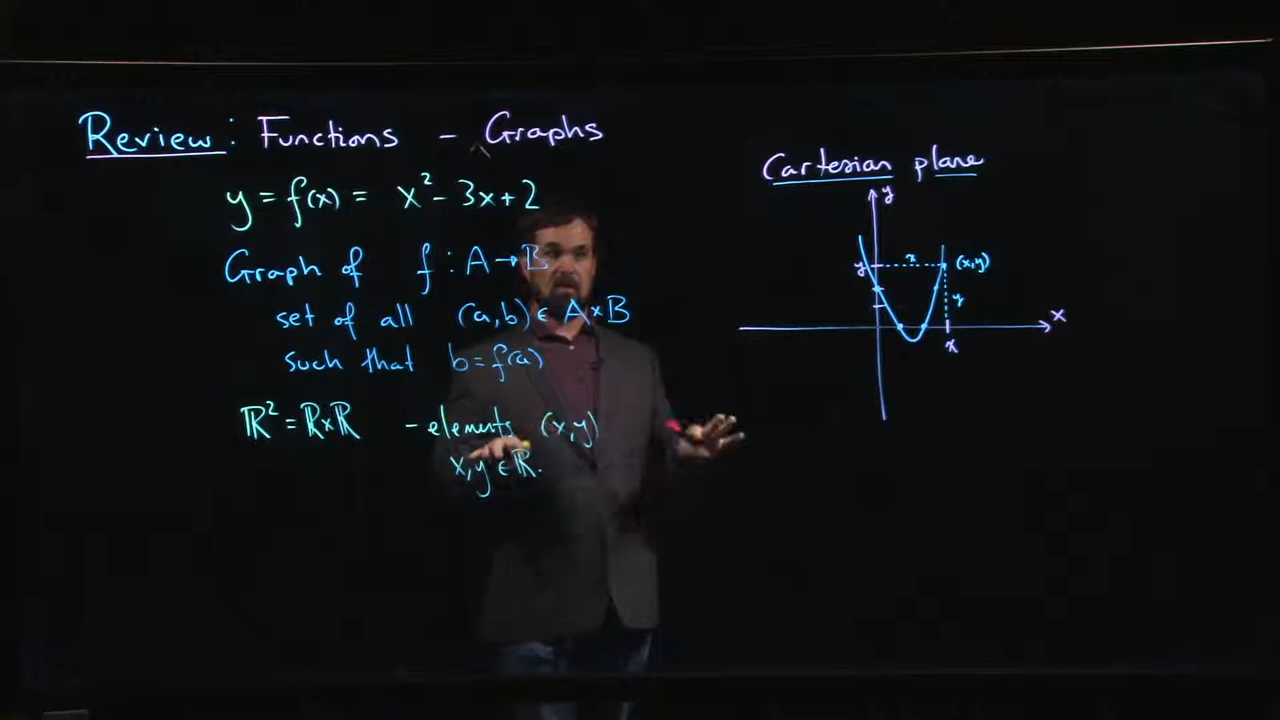 Review: Functions - Graphs
y = f(x) = x² - 3x + 2
Graph of f : A → B
set of all (a,b) ∈ A × B
such that b = f(a)
ℝ² = ℝ × ℝ - elements (x,y)
x, y ∈ ℝ.
Cartesian plane
y
y x (x,y)
y
x
x